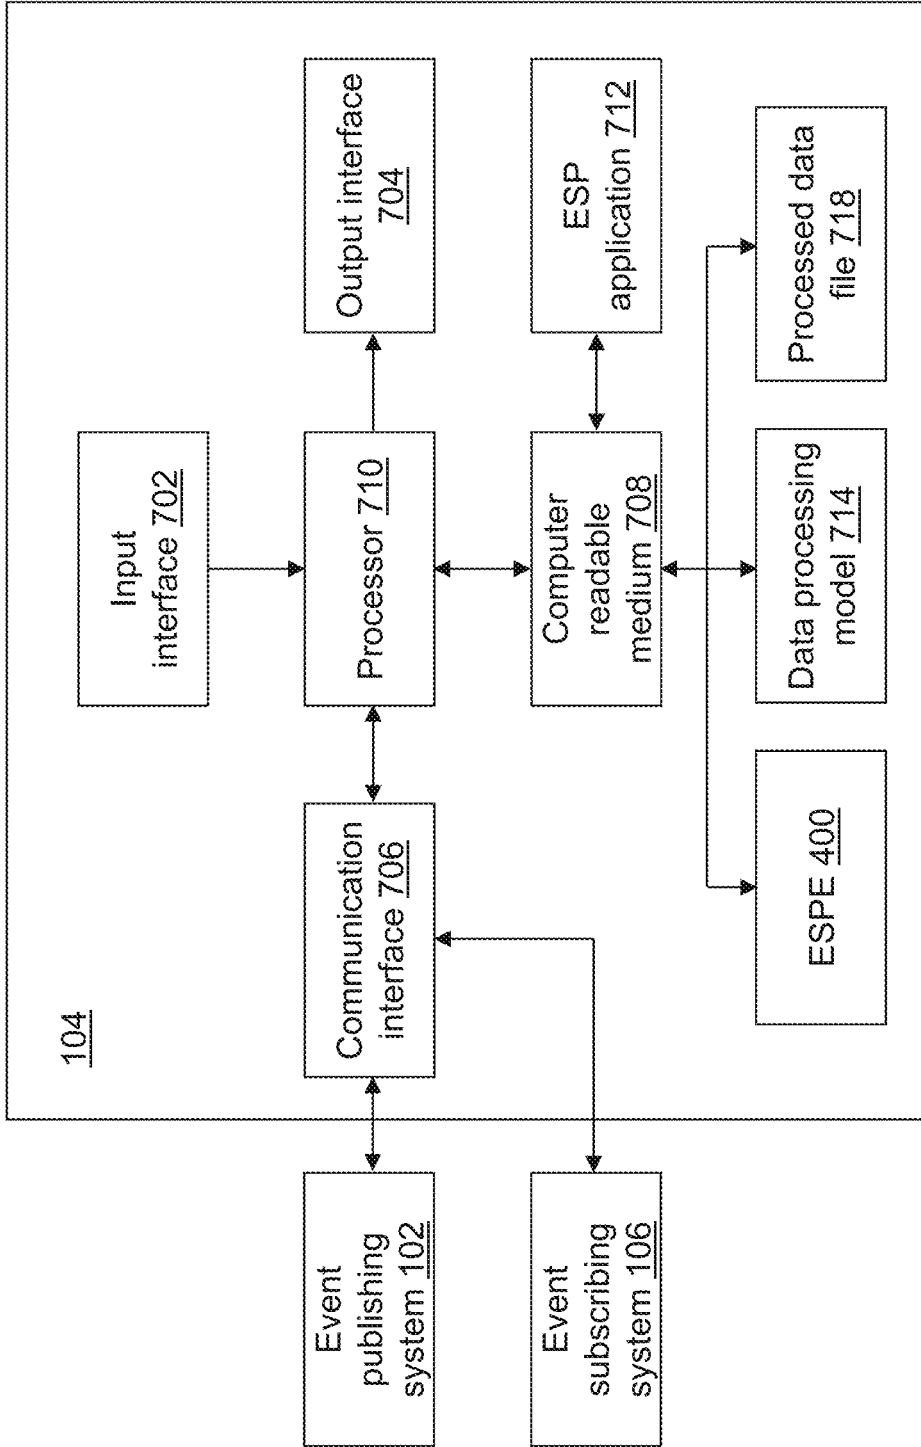 104
Input
interface 702
Event
publishing
system 102
Communication
interface 706
Processor 710
Output interface
704
Event
subscribing
system 106
Computer
readable
medium 708
ESP
application 712
ESPE 400
Data processing
model 714
Processed data
file 718